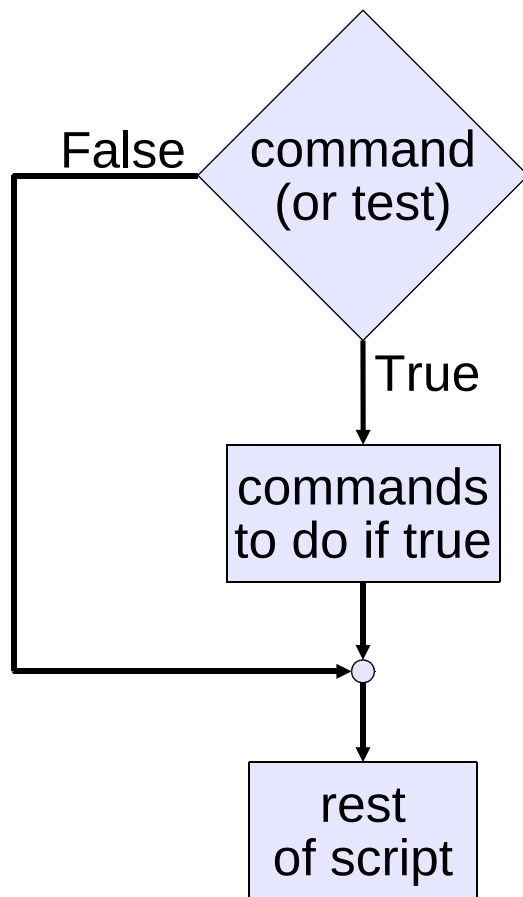 command
(or test)
False
True
commands
to do if true
rest
of script